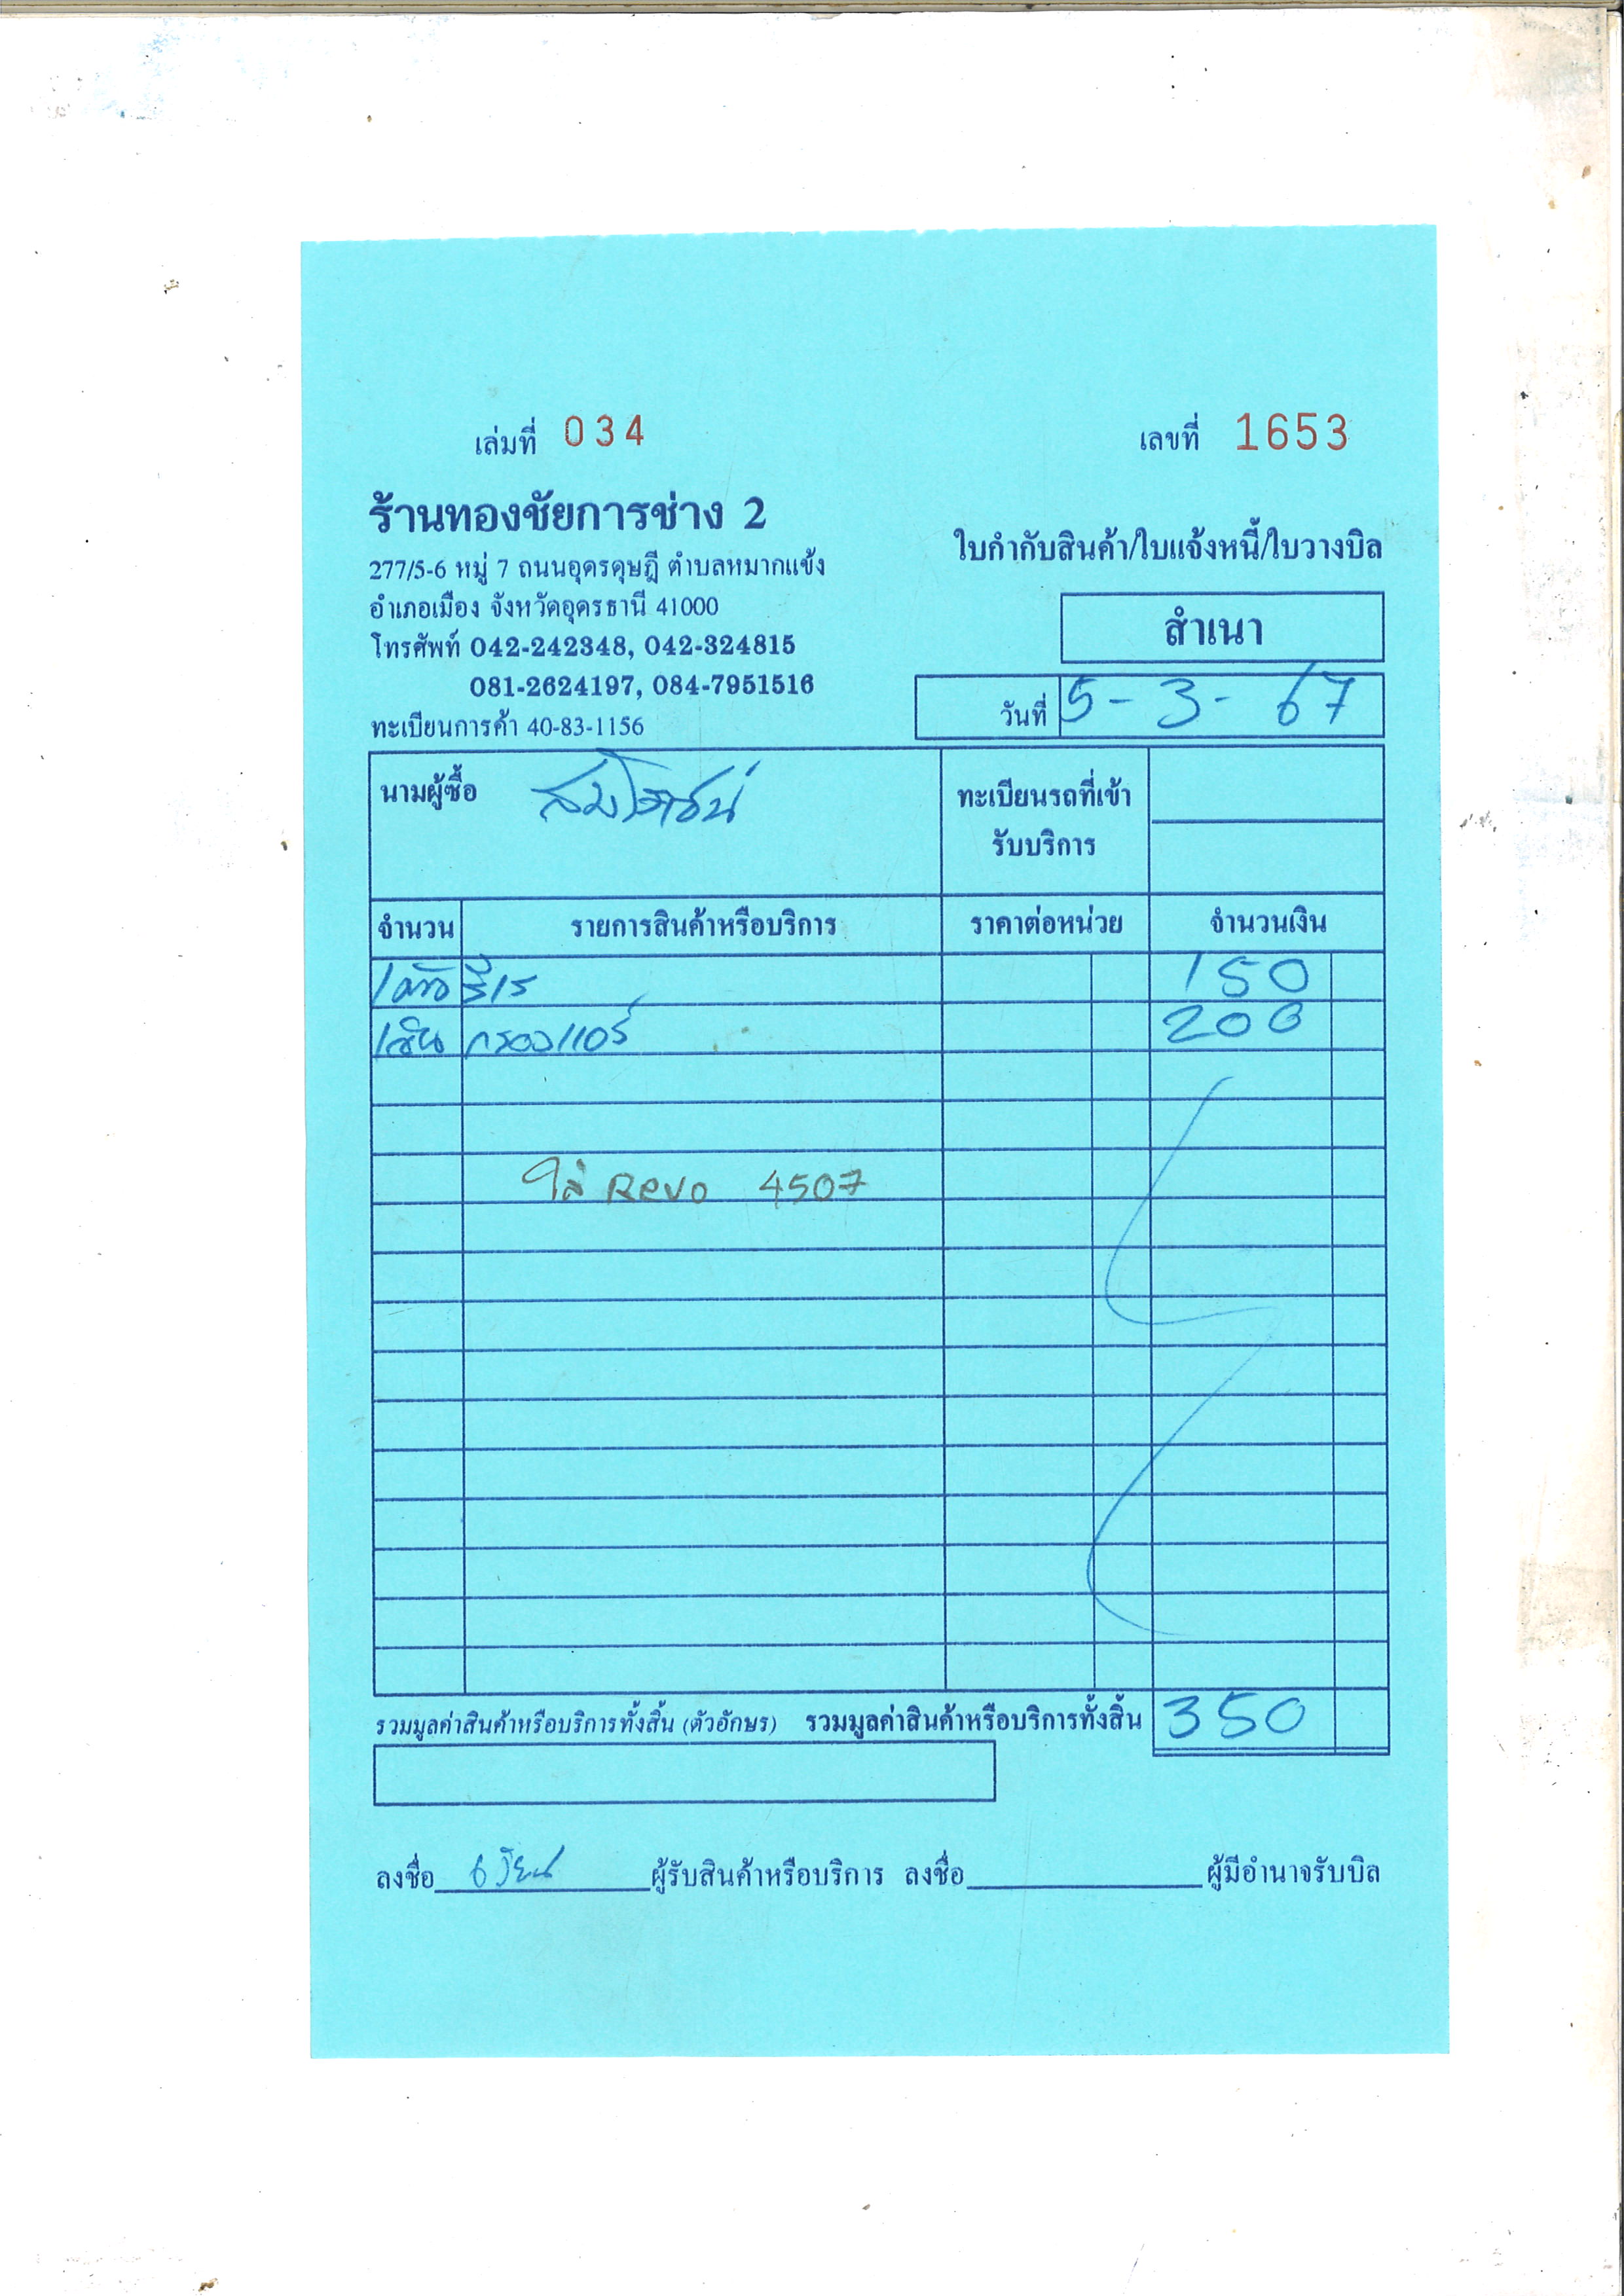 เล่มที่ 034
เลขที่ 1653
ร้านทองชัยการช่าง 2
277/5-6 หมู่ 7 ถนนอุดรดุษฎี ตำบลหมากแข้ง
อำเภอเมือง จังหวัดอุดรธานี 41000
โทรศัพท์ 042-242348, 042-324815
081-2624197, 084-7951516
ทะเบียนการค้า 40-83-1156
ใบกำกับสินค้า/ใบแจ้งหนี้/ใบวางบิล
สำเนา
วันที่ 5-3-67
นามผู้ซื้อ
ทะเบียนรถที่เข้า
รับบริการ
จำนวน รายการสินค้าหรือบริการ ราคาต่อหน่วย จำนวนเงิน
1 ตัว 150
1 กรองแอร์ 200
ใส่ Revo 4507
รวมมูลค่าสินค้าหรือบริการทั้งสิ้น (ตัวอักษร) รวมมูลค่าสินค้าหรือบริการทั้งสิ้น 350
ลงชื่อ ผู้รับสินค้าหรือบริการ ลงชื่อ ผู้มีอำนาจรับบิล